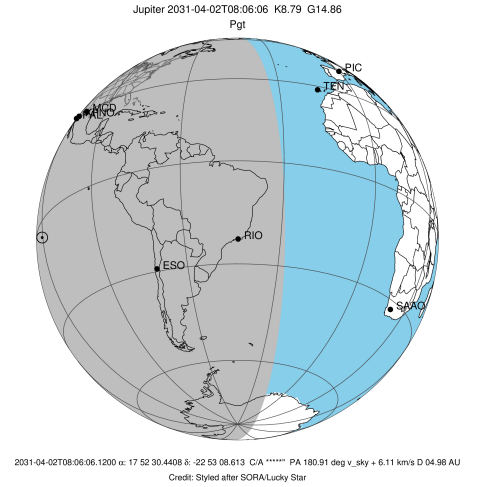 Jupiter 2031-04-02T08:06:06 K8.79 G14.86
Pgt
PIC
TEN
MCD
RIO
ESO
SAAO
2031-04-02T08:06:06.1200 α: 17 52 30.4408 δ: -22 53 08.613 C/A *****" PA 180.91 deg v_sky + 6.11 km/s D 04.98 AU
Credit: Styled after SORA/Lucky Star